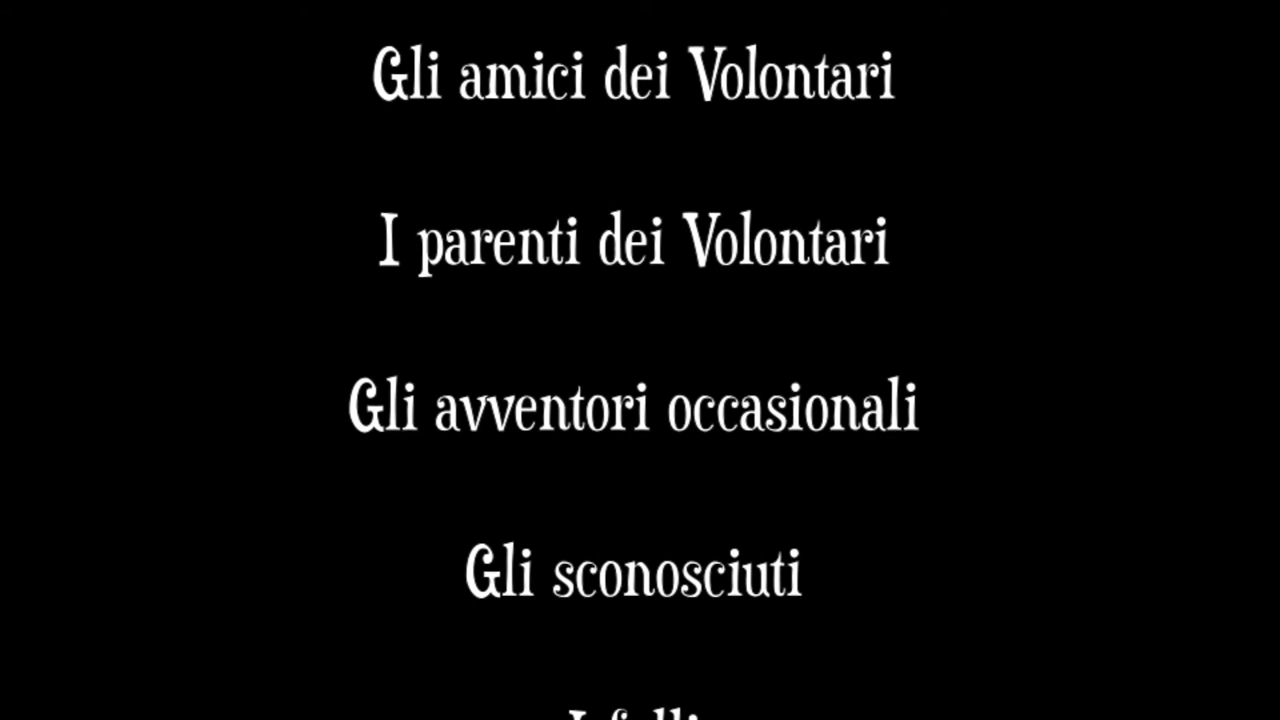 Gli amici dei Volontari
I parenti dei Volontari
Gli avventori occasionali
Gli sconosciuti